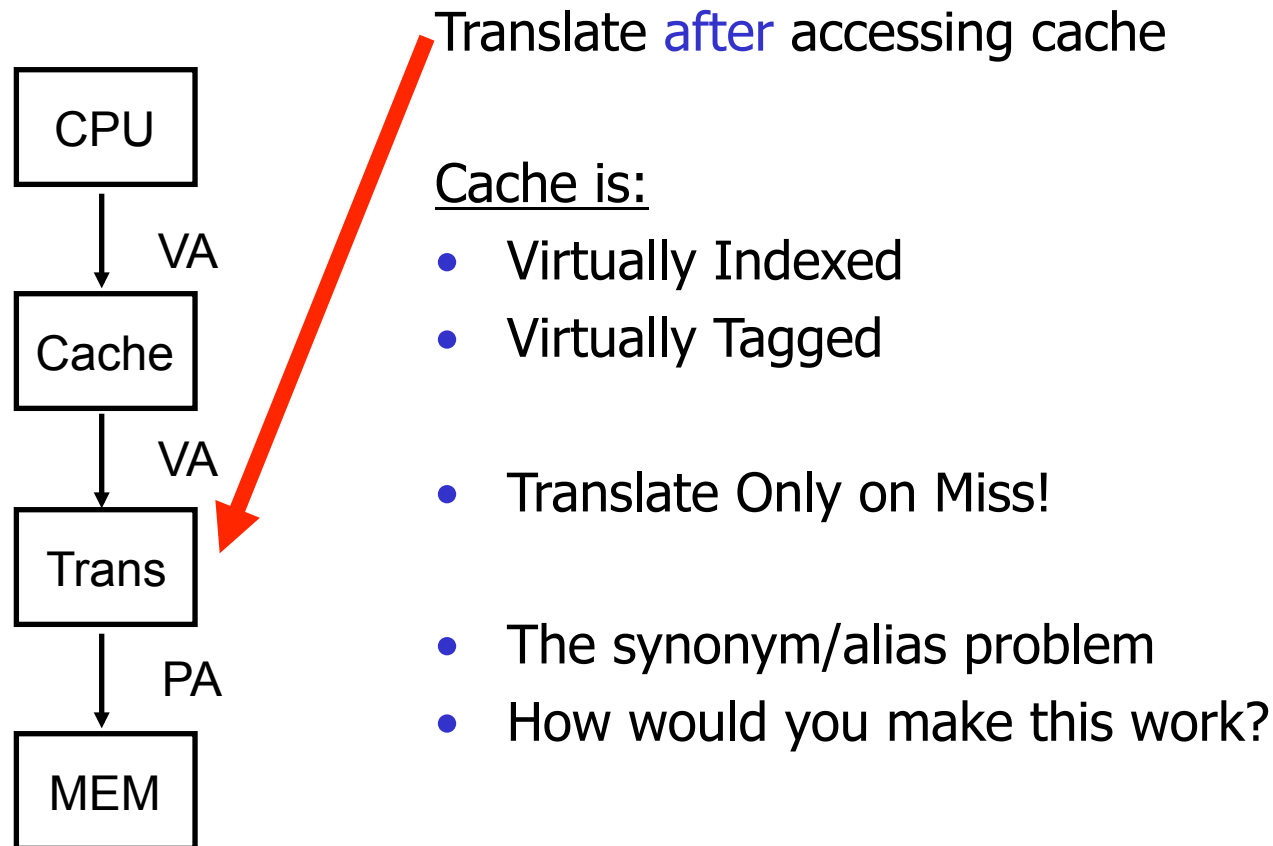 Translate after accessing cache
CPU
VA
Cache
VA
Trans
PA
MEM
Cache is:
• Virtually Indexed
• Virtually Tagged
• Translate Only on Miss!
• The synonym/alias problem
• How would you make this work?